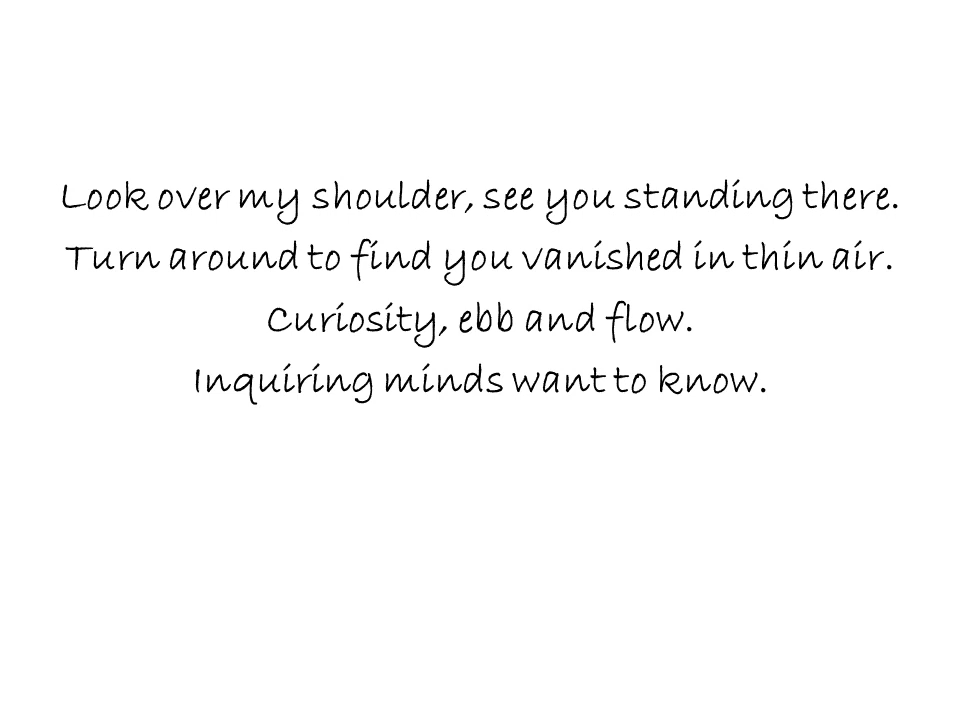 Look over my shoulder, see you standing there.
Turn around to find you vanished in thin air.
Curiosity, ebb and flow.
Inquiring minds want to know.